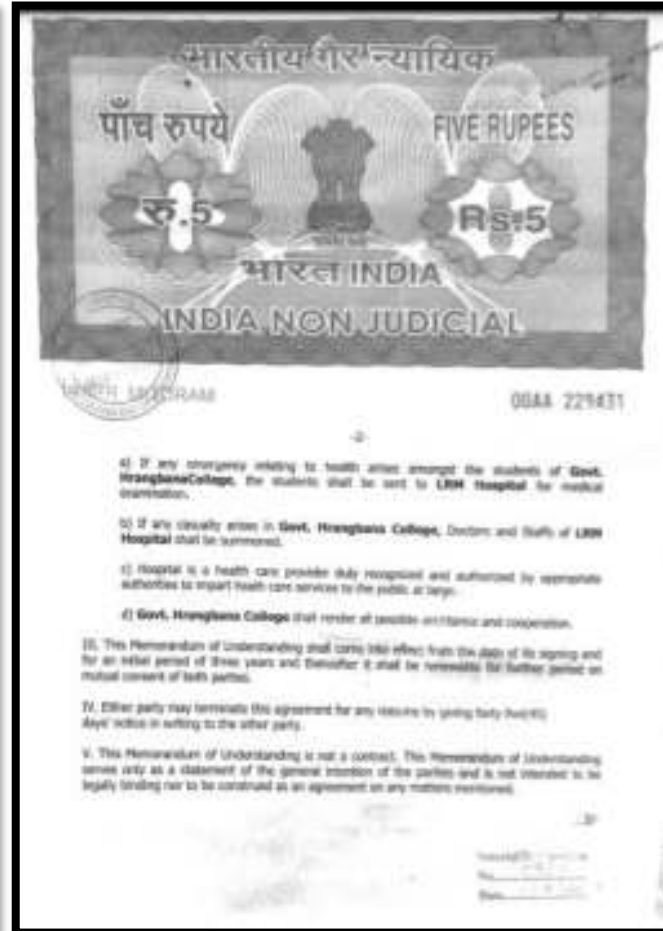 भारतीय गैर न्यायिक
पाँच रुपये
FIVE RUPEES
रु.5
Rs.5
भारत INDIA
INDIA NON JUDICIAL
MIZORAM
00AA 229431
-2-
a) If any emergency relating to health arises amongst the students of Govt.
HrangbanaCollege, the students shall be sent to LRM Hospital for medical
examination.
b) If any casualty arises in Govt. Hrangbana College, Doctors and Staffs of LRM
Hospital shall be summoned.
c) Hospital is a health care provider duly recognized and authorized by appropriate
authorities to impart health care services to the public at large.
d) Govt. Hrangbana College shall render all possible assistance and cooperation.
III. This Memorandum of Understanding shall come into effect from the date of its signing and
for an initial period of three years and thereafter it shall be renewable for further period on
mutual consent of both parties.
IV. Either party may terminate this agreement for any reasons by giving forty five(45)
days' notice in writing to the other party.
V. This Memorandum of Understanding is not a contract. This Memorandum of Understanding
serves only as a statement of the general intention of the parties and is not intended to be
legally binding nor to be construed as an agreement on any matters mentioned.